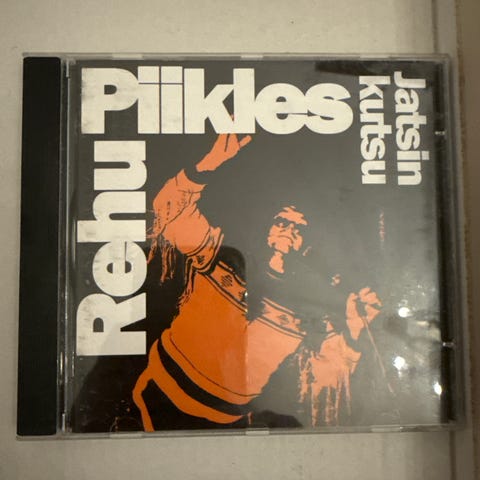 Rehu
Piikles
Jatsin
kutsu